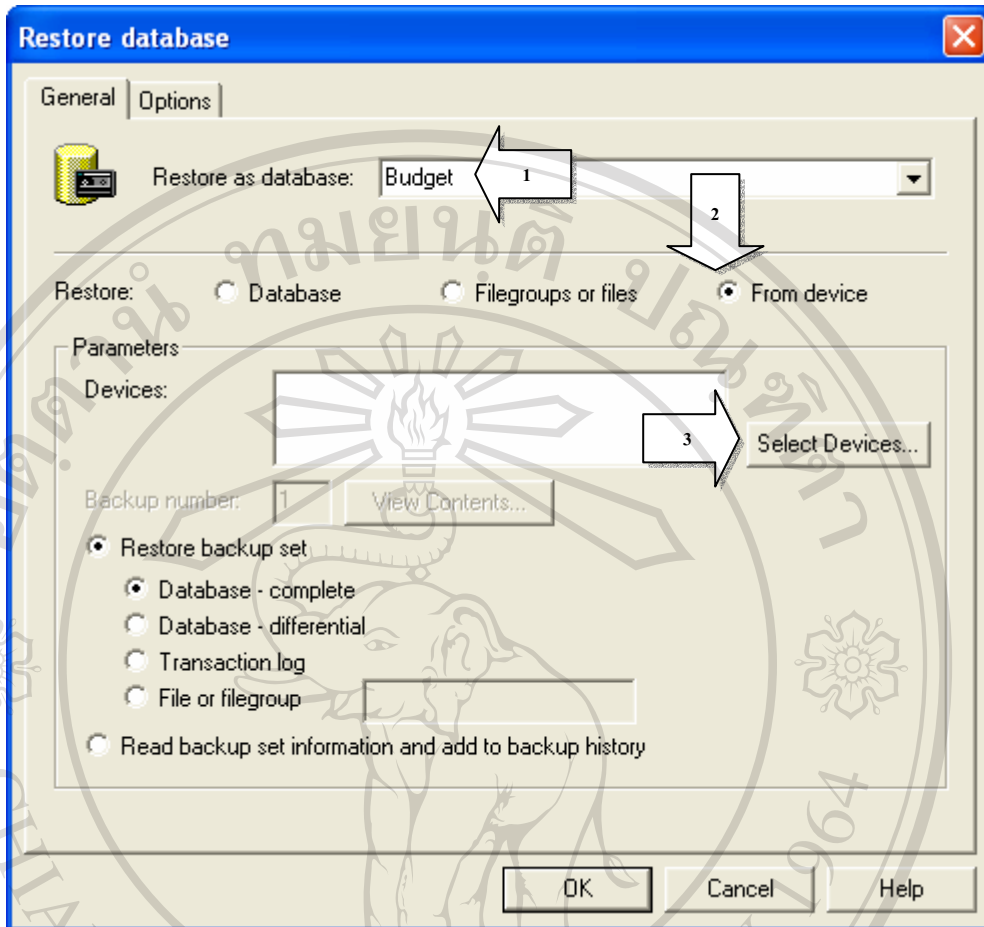 Restore database
General Options
Restore as database: Budget 1
2
Restore: Database Filegroups or files From device
Parameters
Devices:
3 Select Devices...
Backup number: 1 View Contents...
Restore backup set
Database - complete
Database - differential
Transaction log
File or filegroup
Read backup set information and add to backup history
OK Cancel Help
1964